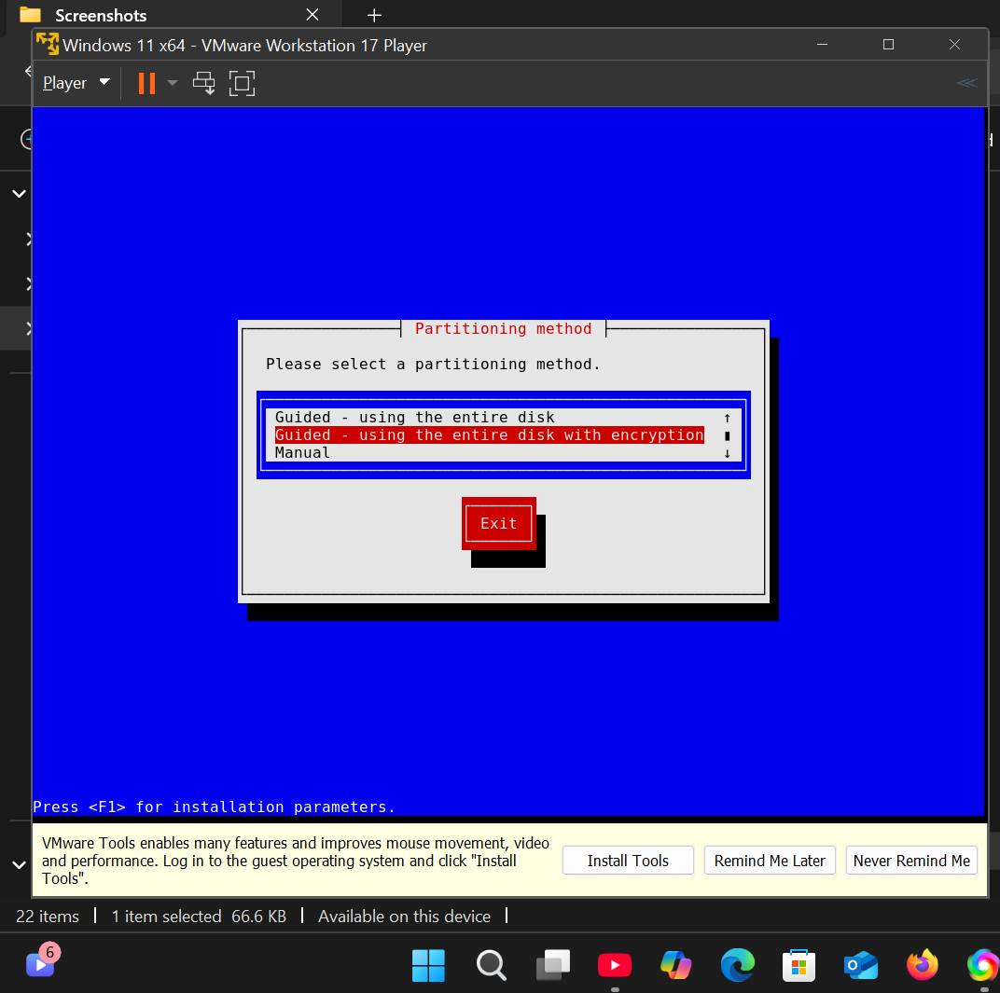 Screenshots
Windows 11 x64 - VMware Workstation 17 Player
Player
Partitioning method
Please select a partitioning method.
Guided - using the entire disk
Guided - using the entire disk with encryption
Manual
Exit
Press <F1> for installation parameters.
VMware Tools enables many features and improves mouse movement, video
and performance. Log in to the guest operating system and click "Install
Tools".
Install Tools
Remind Me Later
Never Remind Me
22 items
1 item selected 66.6 KB
Available on this device
6